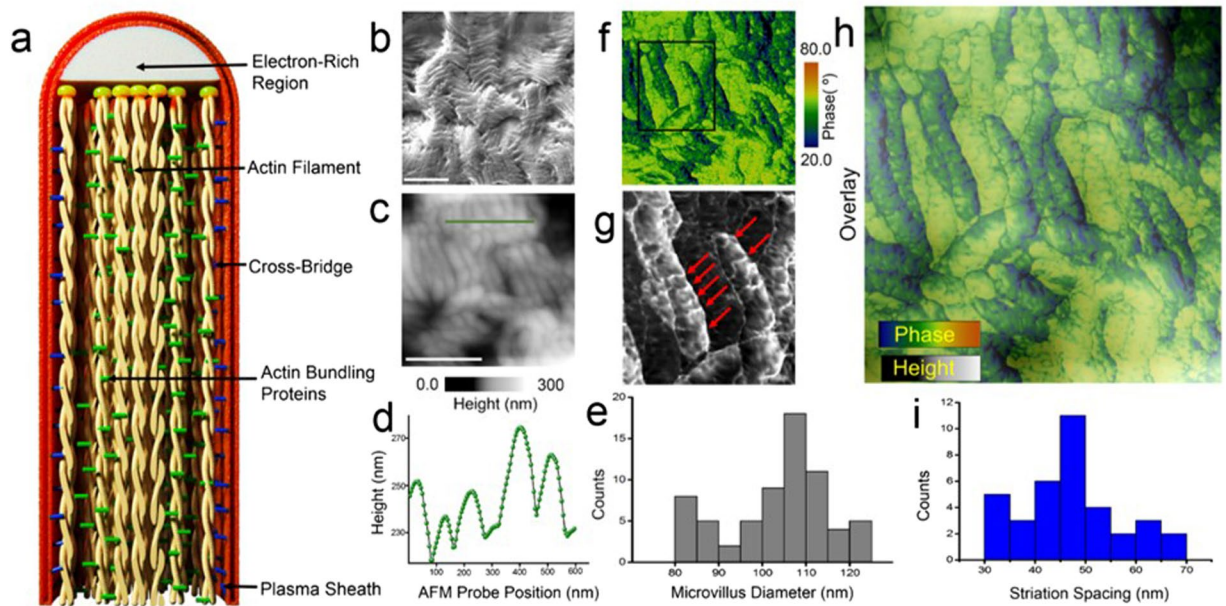 a
Electron-Rich
Region
Actin Filament
Cross-Bridge
Actin Bundling
Proteins
Plasma Sheath
b
c
0.0 300
Height (nm)
d
270
250
230
Height (nm)
100 200 300 400 500 600
AFM Probe Position (nm)
e
20
15
10
5
0
Counts
80 90 100 110 120
Microvillus Diameter (nm)
f
80.0
Phase( °)
20.0
g
h
Overlay
Phase
Height
i
12
10
8
6
4
2
0
Counts
30 40 50 60 70
Striation Spacing (nm)